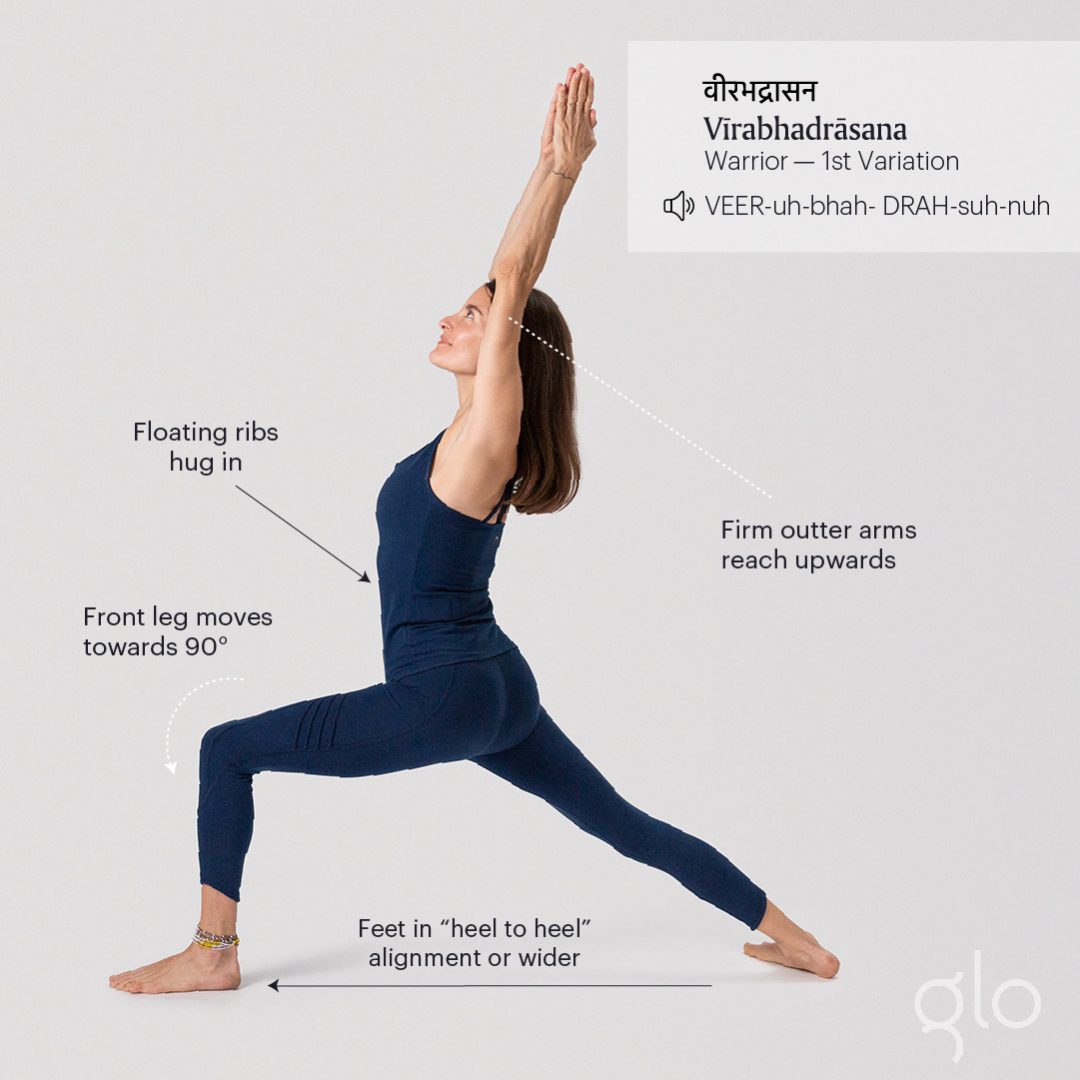 वीरभद्रासन
Vīrabhadrāsana
Warrior — 1st Variation
VEER-uh-bhah- DRAH-suh-nuh
Floating ribs
hug in
Firm outter arms
reach upwards
Front leg moves
towards 90°
Feet in “heel to heel”
alignment or wider
glo